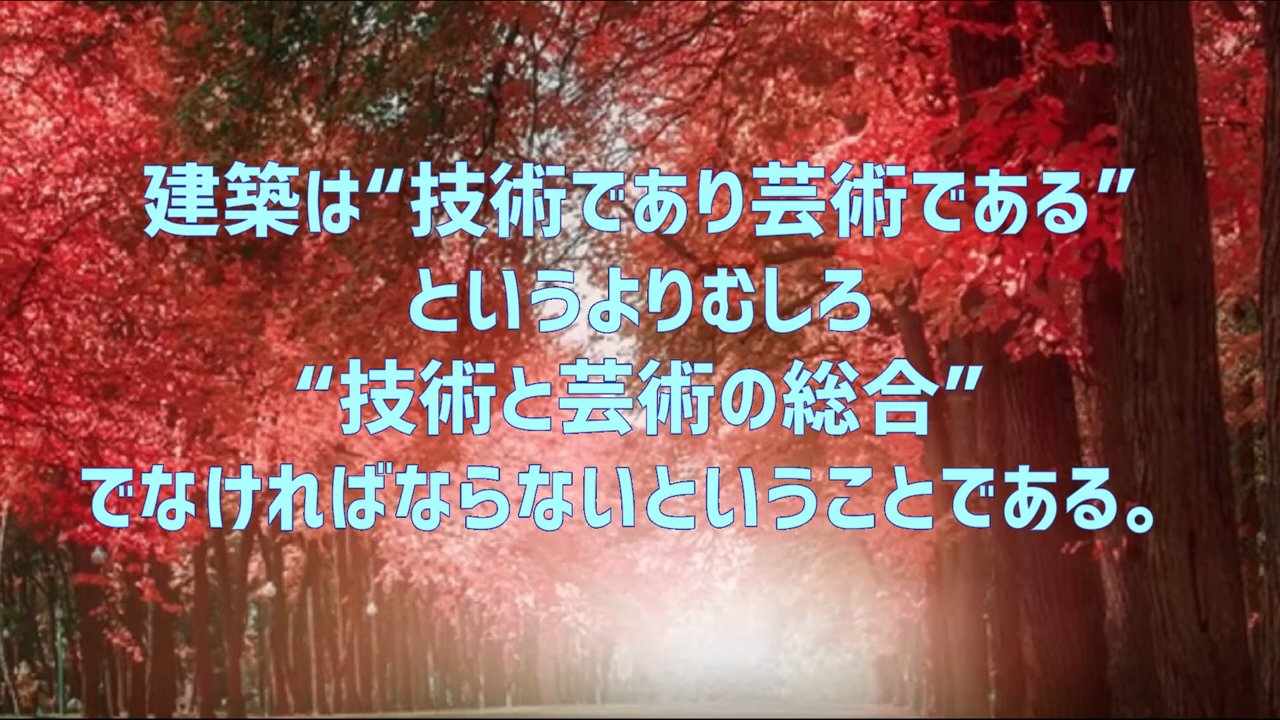 建築は“技術であり芸術である”
というよりむしろ
“技術と芸術の総合”
でなければならないということである。